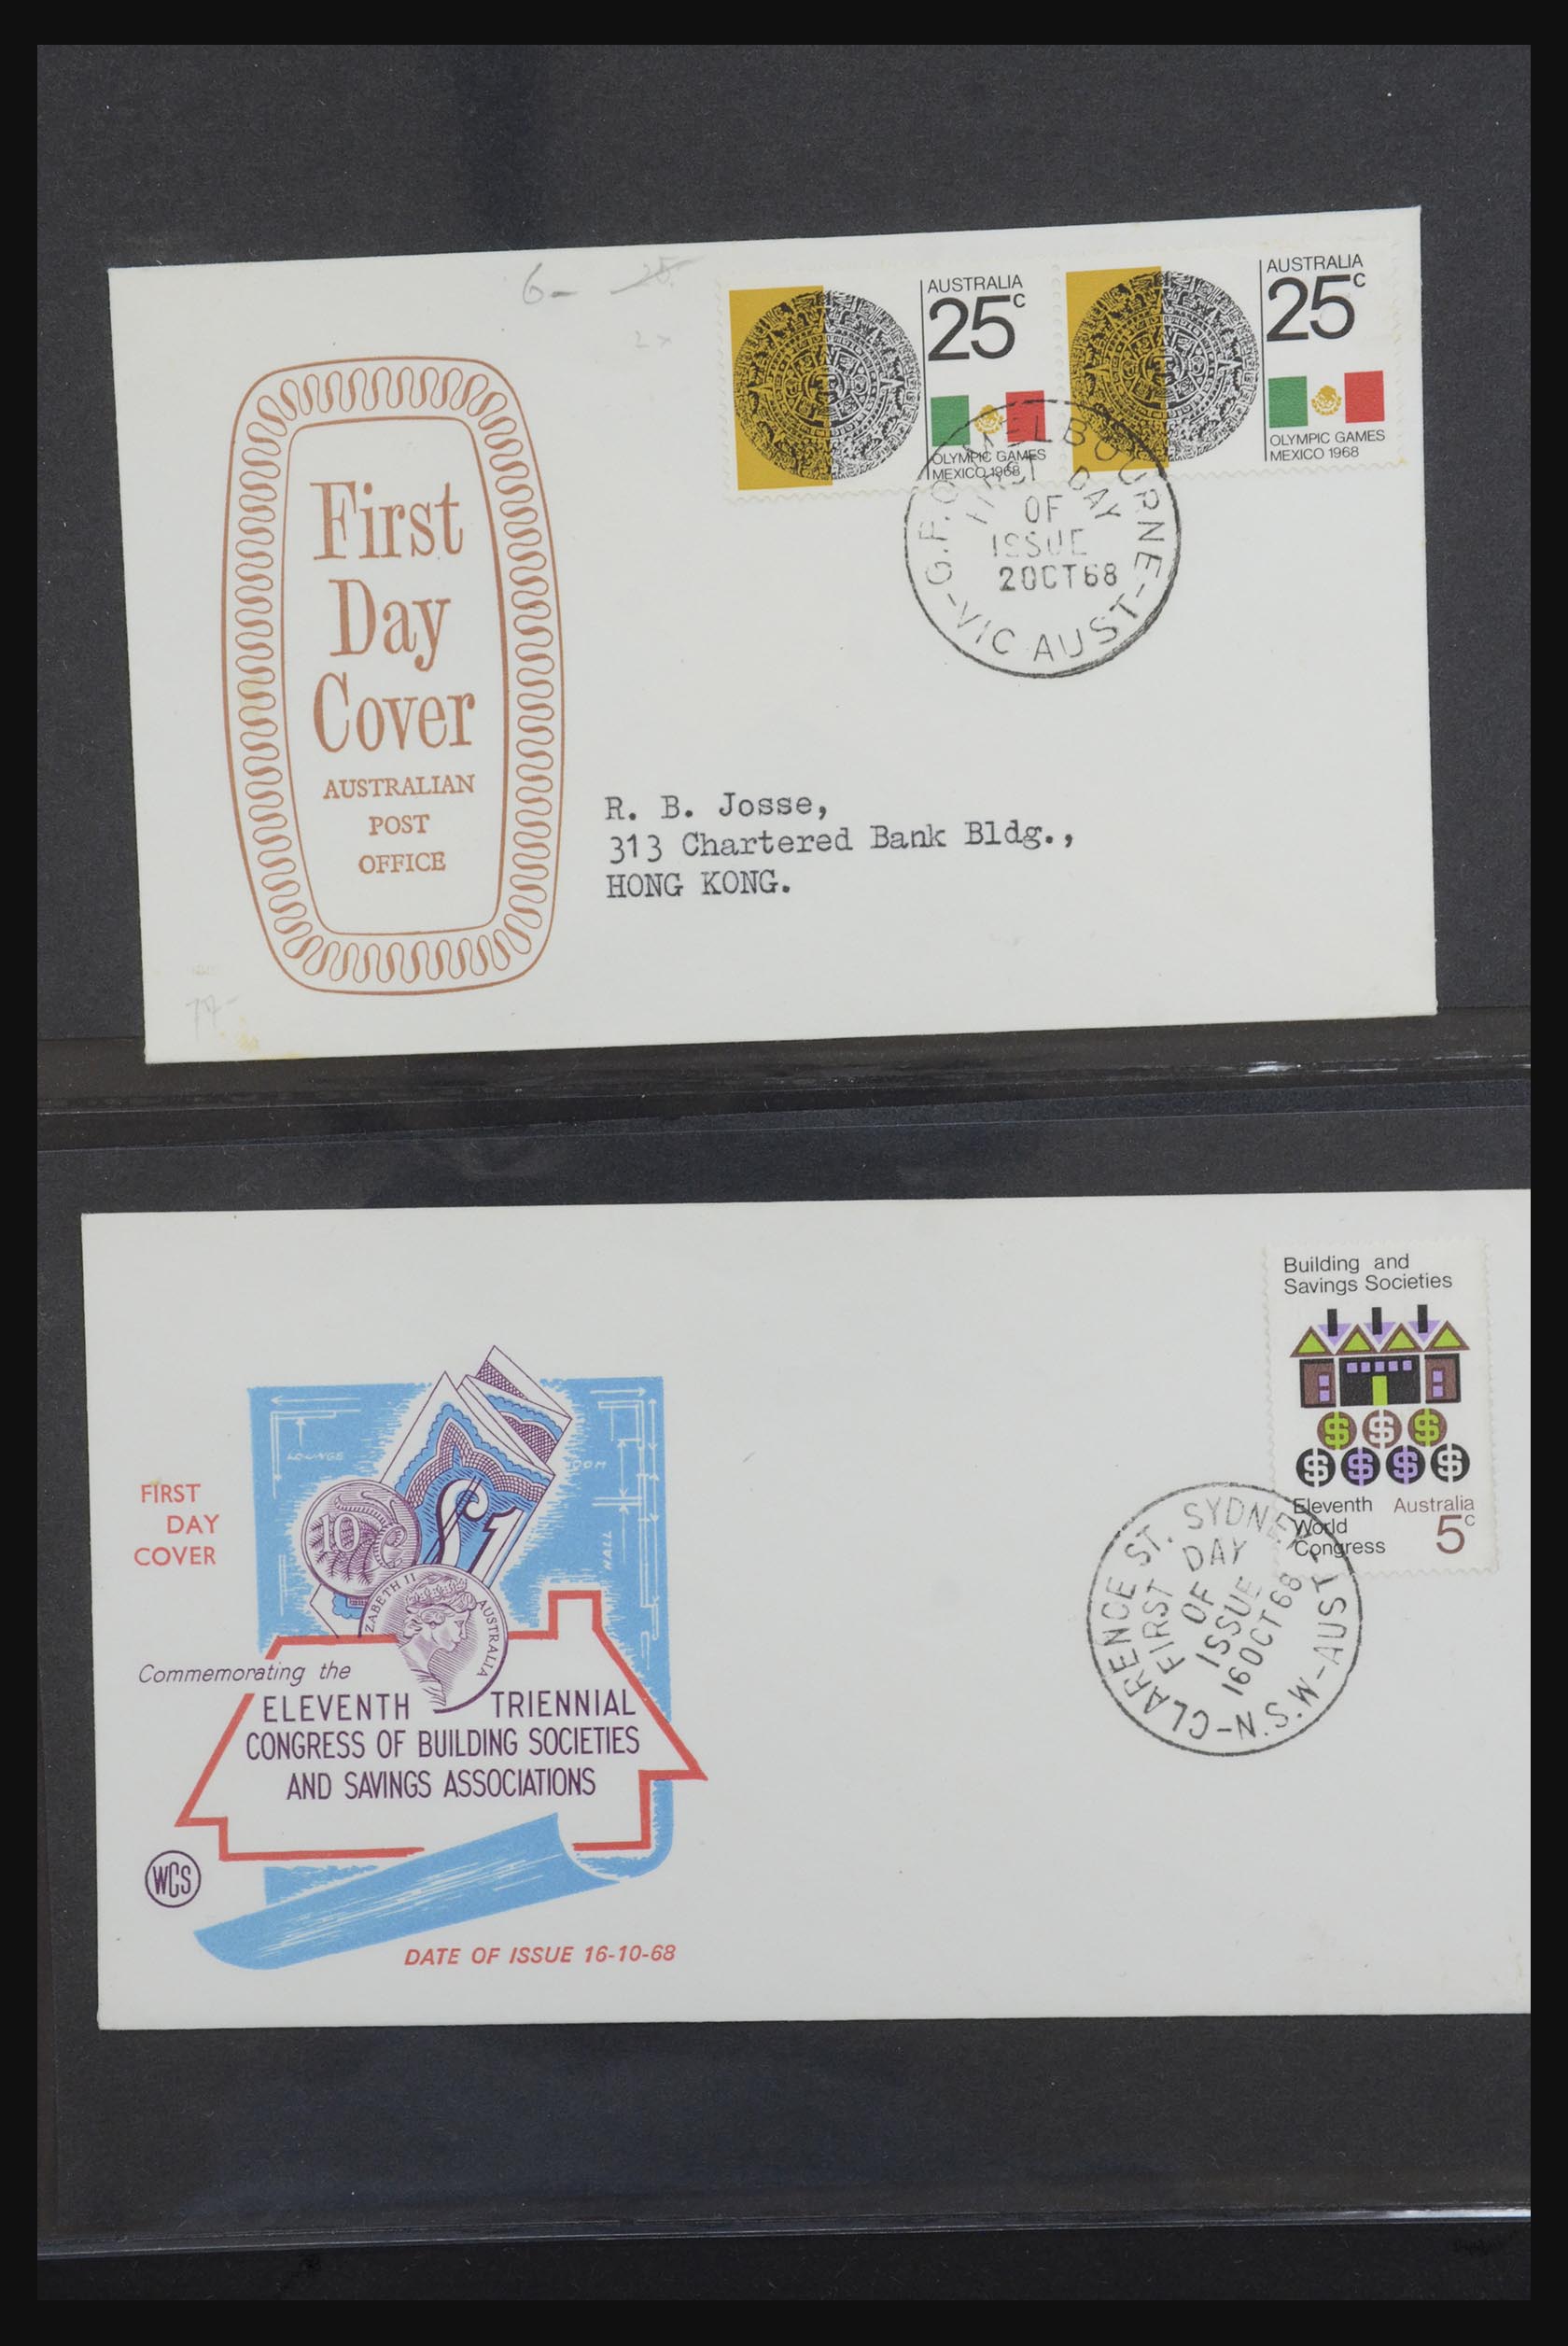 6-
25
2x
AUSTRALIA
25c
OLYMPIC GAMES
MEXICO 1968
AUSTRALIA
25c
OLYMPIC GAMES
MEXICO 1968
G.P.O. MELBOURNE-
FIRST DAY
OF
ISSUE
2OCT68
-VIC AUST-
First
Day
Cover
AUSTRALIAN
POST
OFFICE
R. B. Josse,
313 Chartered Bank Bldg.,
HONG KONG.
Building and
Savings Societies
$ $ $
$ $ $ $
Eleventh
World
Congress
Australia
5c
CLARENCE ST. SYDNEY
FIRST DAY
OF
ISSUE
16OCT68
-N.S.W-AUST.
LOUNGE
OOM
HALL
10
£1
ZABETH II
AUSTRALIA
FIRST
DAY
COVER
Commemorating the
ELEVENTH TRIENNIAL
CONGRESS OF BUILDING SOCIETIES
AND SAVINGS ASSOCIATIONS
WCS
DATE OF ISSUE 16-10-68